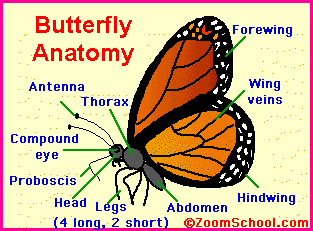 Butterfly
Anatomy
Forewing
Antenna
Thorax
Wing
veins
Compound
eye
Proboscis
Head
Legs
(4 long, 2 short)
Abdomen
Hindwing
©ZoomSchool.com